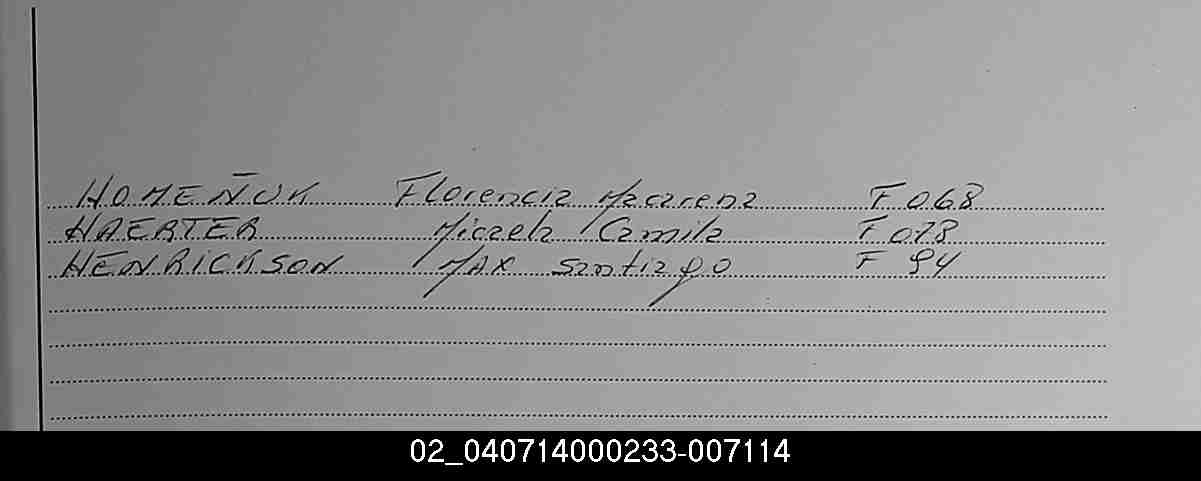 HOMEÑUK Florencia Macarena F 068
HAERTER Micaela Camila F 078
HENRICKSON MAX Santiago F 94
02_040714000233-007114